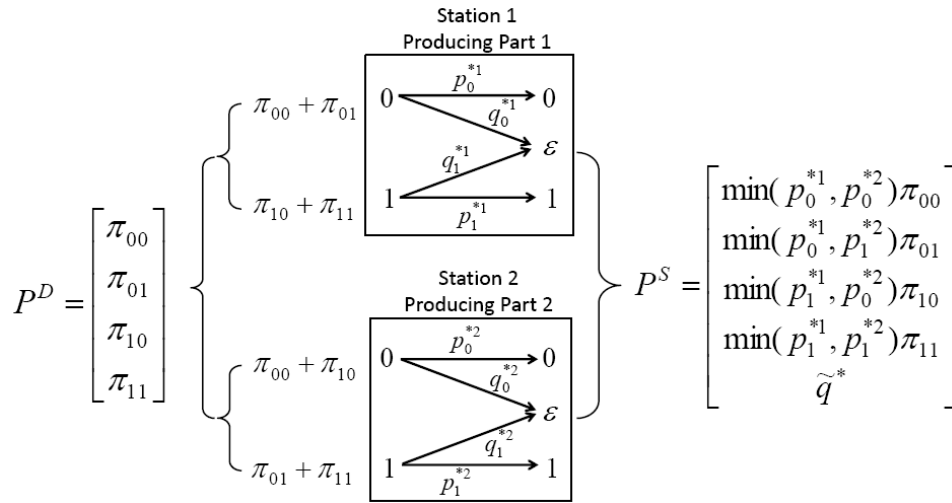 Station 1
Producing Part 1
π₀₀ + π₀₁
π₁₀ + π₁₁
0
p₀*¹
0
q₀*¹
ε
q₁*¹
1
p₁*¹
1
P^D =
π₀₀
π₀₁
π₁₀
π₁₁
Station 2
Producing Part 2
π₀₀ + π₁₀
π₀₁ + π₁₁
0
p₀*²
0
q₀*²
ε
q₁*²
1
p₁*²
1
P^S =
min( p₀*¹, p₀*²)π₀₀
min( p₀*¹, p₁*²)π₀₁
min( p₁*¹, p₀*²)π₁₀
min( p₁*¹, p₁*²)π₁₁
q̃*